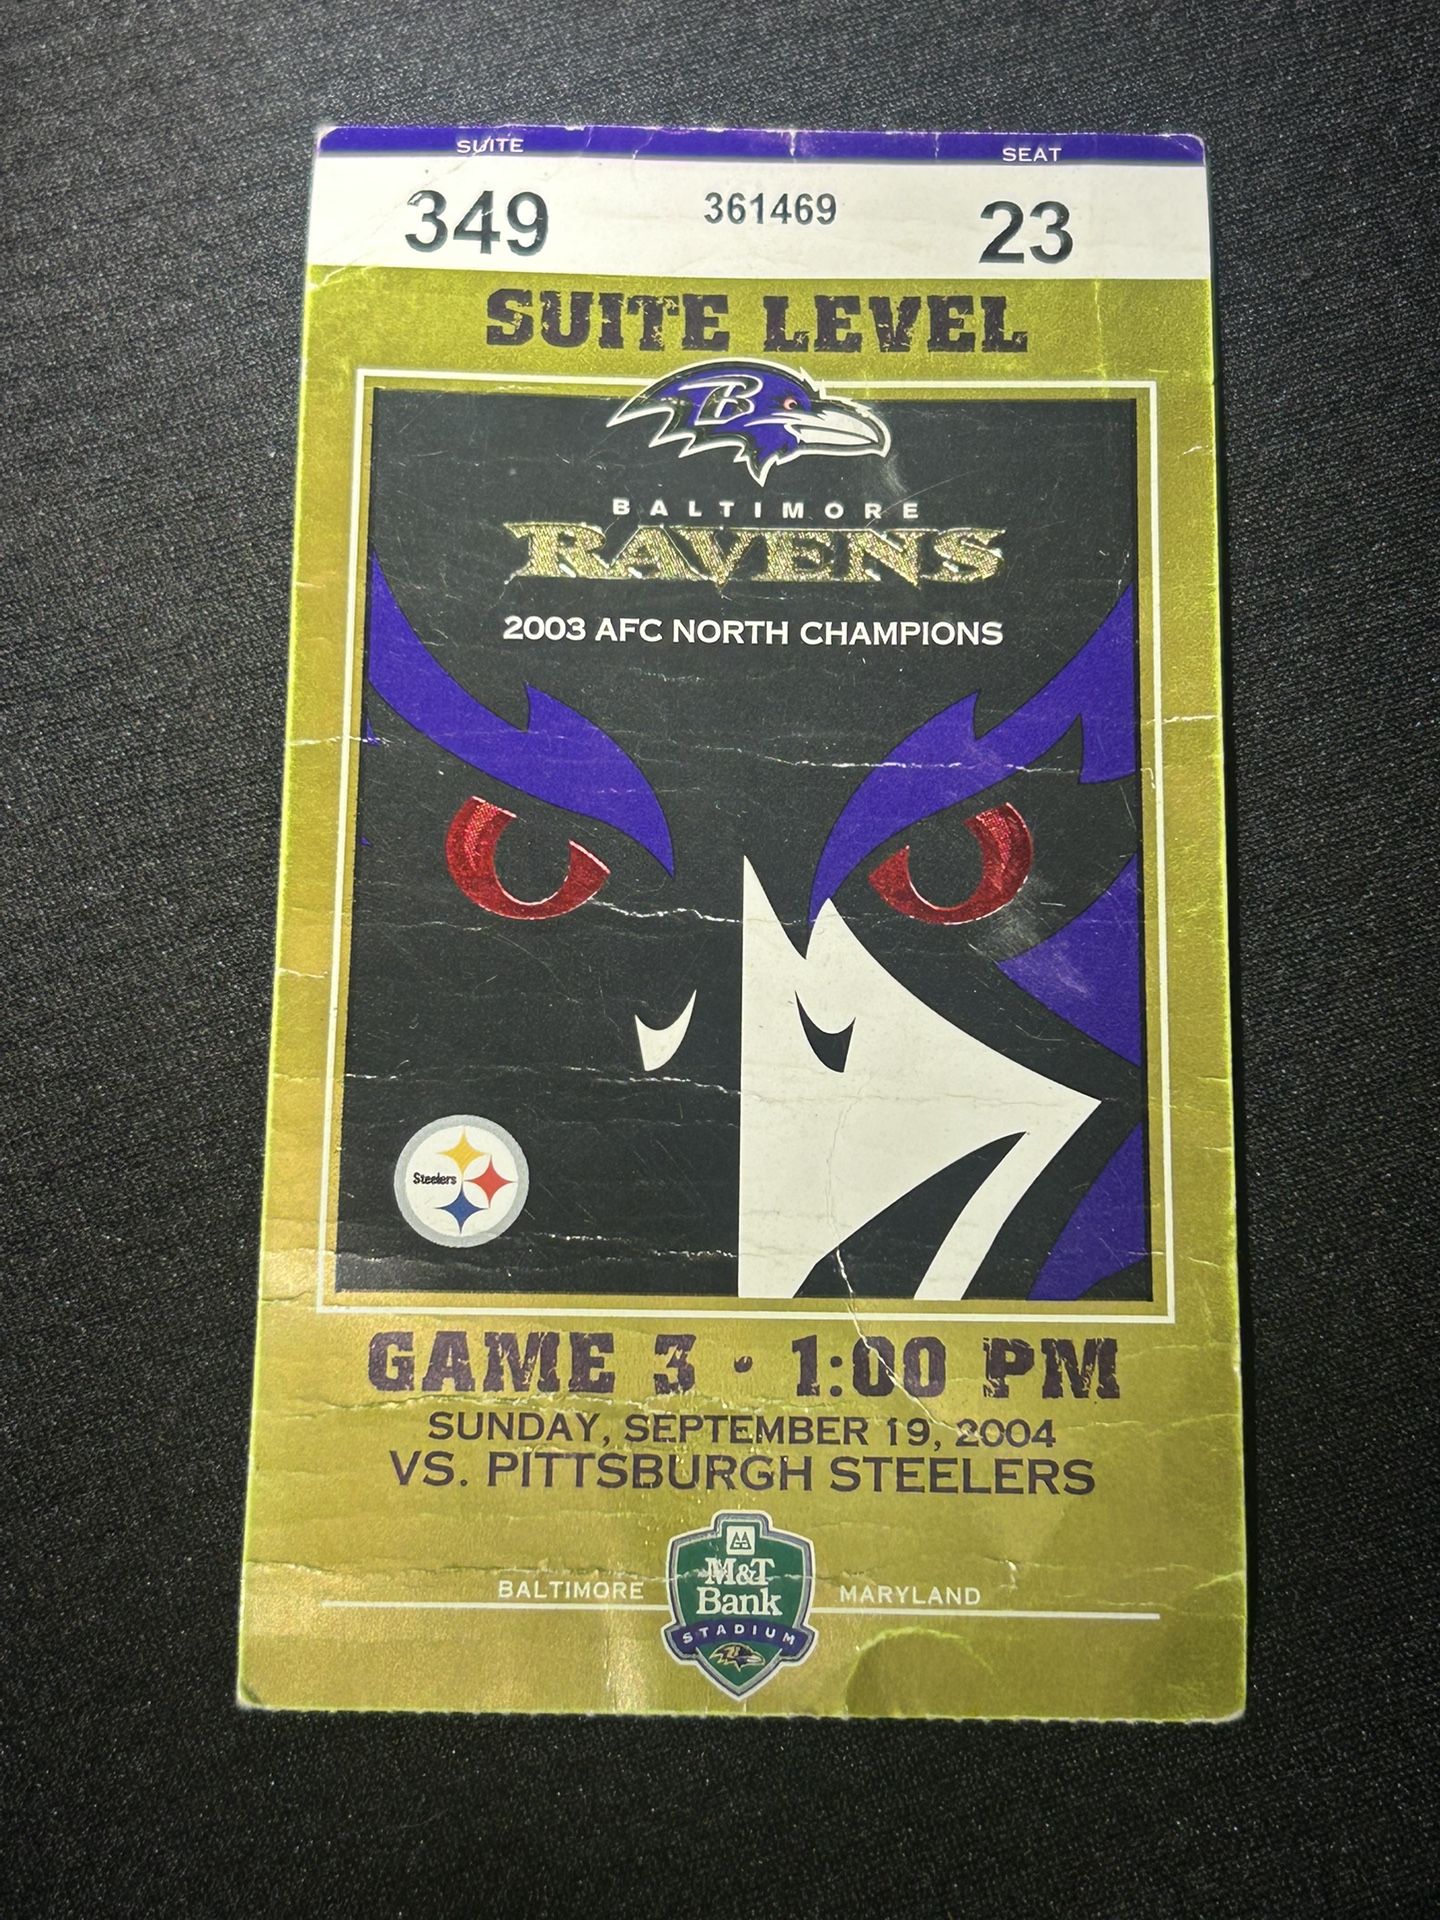 SUITE SEAT
349 361469 23
SUITE LEVEL
B
BALTIMORE
RAVENS
2003 AFC NORTH CHAMPIONS
Steelers
GAME 3 · 1:00 PM
SUNDAY, SEPTEMBER 19, 2004
VS. PITTSBURGH STEELERS
M&T
BALTIMORE Bank MARYLAND
STADIUM